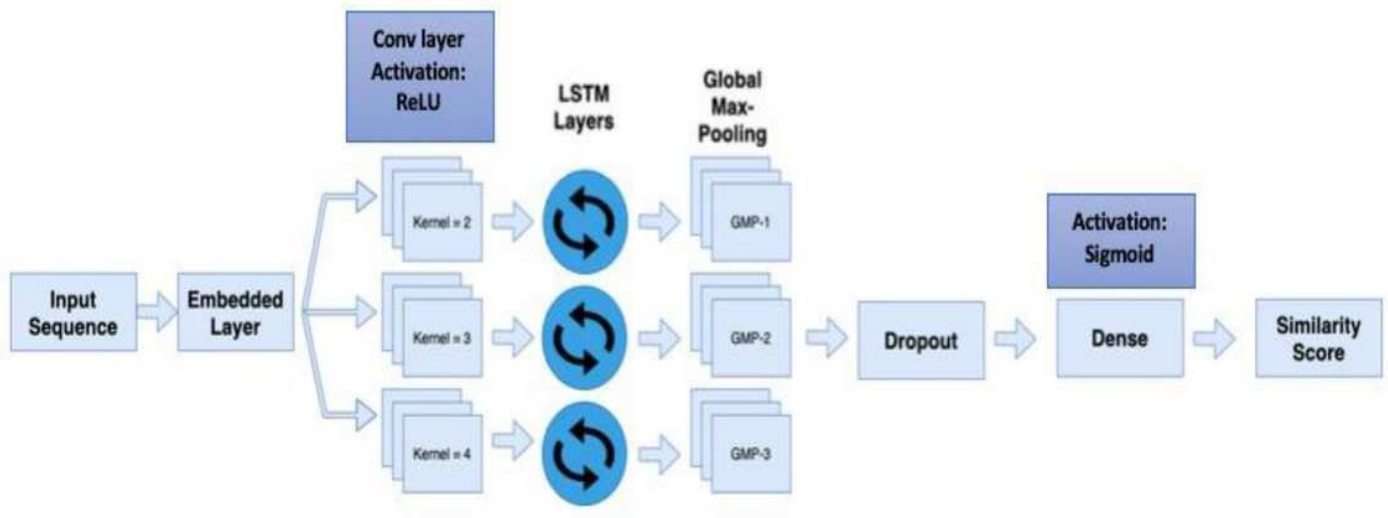 Conv layer
Activation:
ReLU
LSTM
Layers
Global
Max-
Pooling
Kernel = 2
GMP-1
Activation:
Sigmoid
Input
Sequence
Embedded
Layer
Kernel = 3
GMP-2
Dropout
Dense
Similarity
Score
Kernel = 4
GMP-3